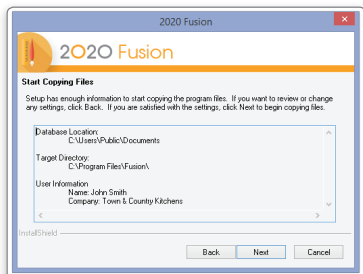 2020 Fusion
2020 Fusion
Start Copying Files
Setup has enough information to start copying the program files. If you want to review or change
any settings, click Back. If you are satisfied with the settings, click Next to begin copying files.
Database Location:
C:\Users\Public\Documents
Target Directory:
C:\Program Files\Fusion\
User Information
Name: John Smith
Company: Town & Country Kitchens
InstallShield
Back Next Cancel